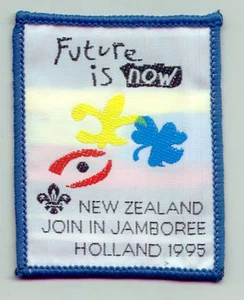 Future
is now
NEW ZEALAND
JOIN IN JAMBOREE
HOLLAND 1995